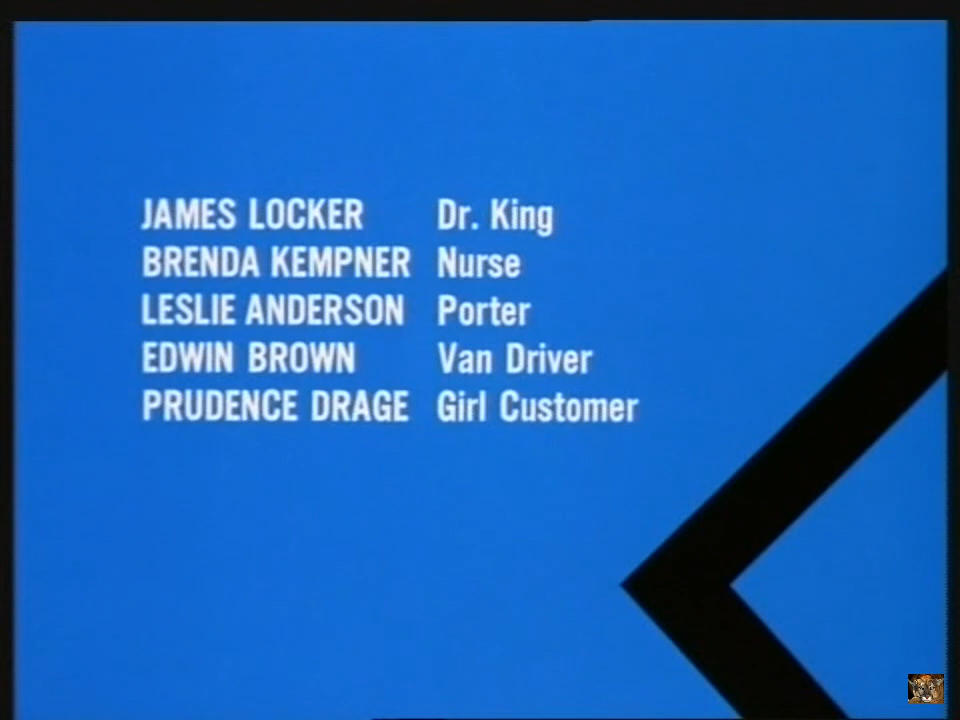 JAMES LOCKER Dr. King
BRENDA KEMPNER Nurse
LESLIE ANDERSON Porter
EDWIN BROWN Van Driver
PRUDENCE DRAGE Girl Customer